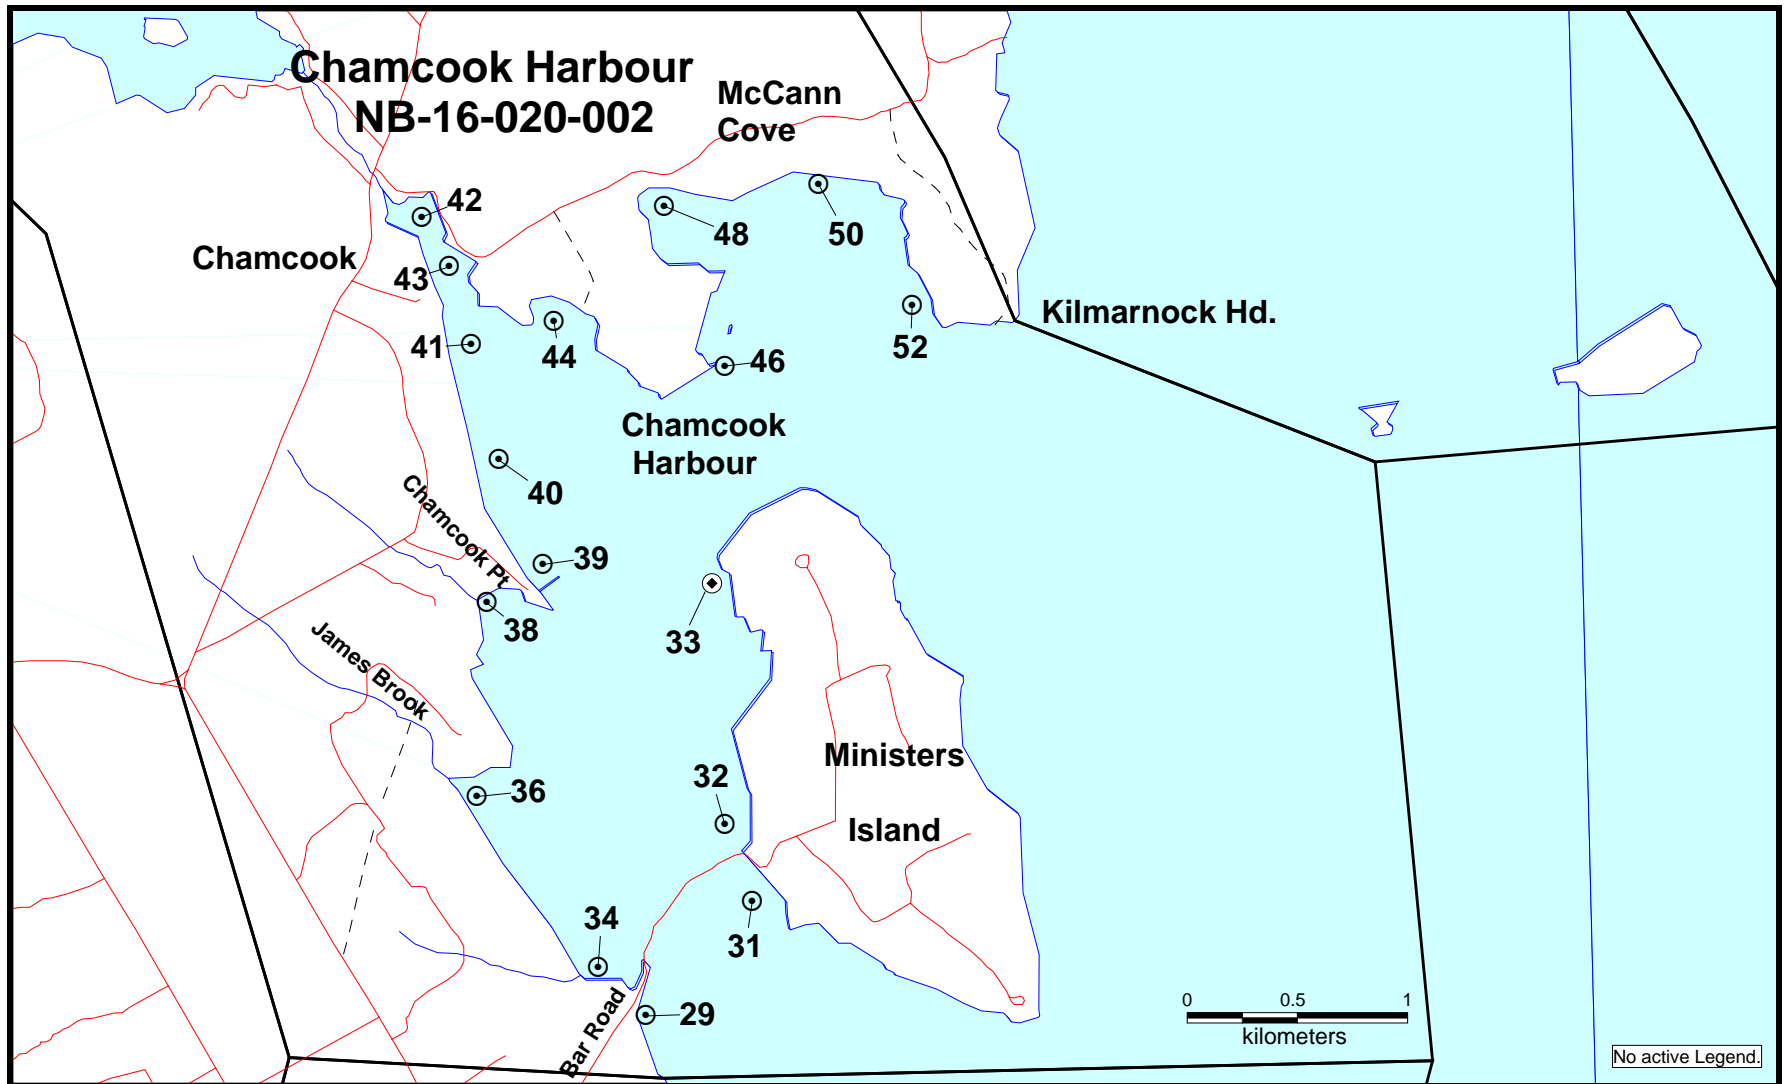 Chamcook Harbour
NB-16-020-002
McCann
Cove
42
48
50
Chamcook
43
Kilmarnock Hd.
41
44
46
52
Chamcook
Harbour
40
Chamcook Pt
39
38
33
James Brook
Ministers
32
36
Island
34
31
Bar Road
29
0 0.5 1
kilometers
No active Legend.